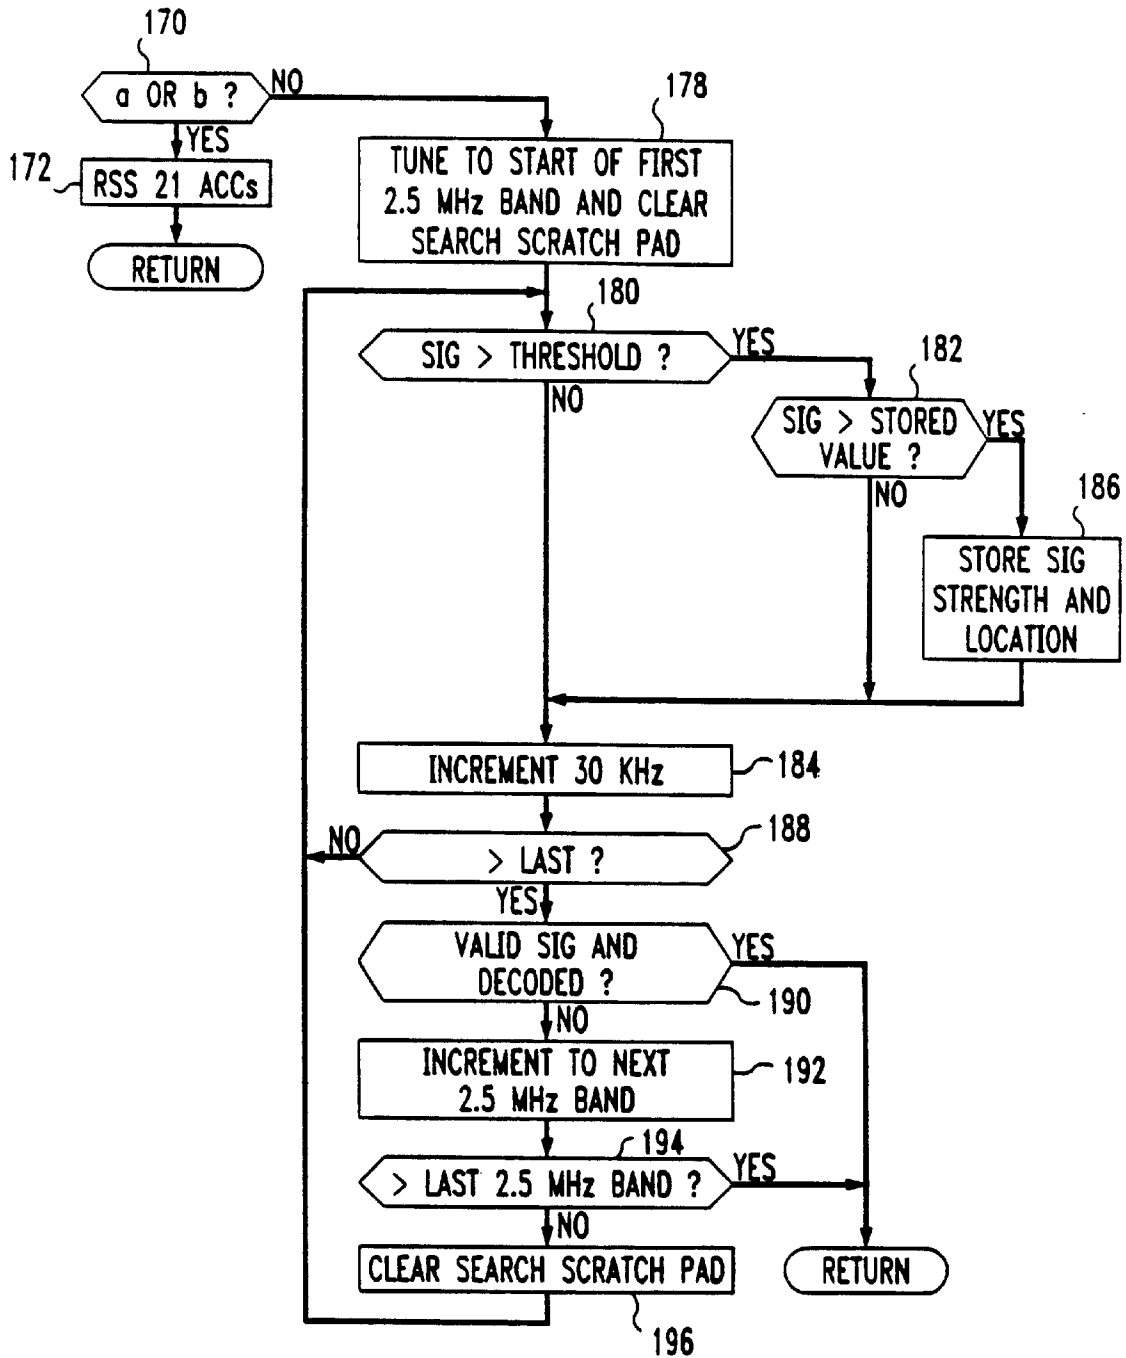 170
a OR b ?
NO
YES
172
RSS 21 ACCs
RETURN
178
TUNE TO START OF FIRST
2.5 MHz BAND AND CLEAR
SEARCH SCRATCH PAD
180
SIG > THRESHOLD ?
YES
NO
182
SIG > STORED
VALUE ?
YES
NO
186
STORE SIG
STRENGTH AND
LOCATION
INCREMENT 30 KHz
184
188
> LAST ?
NO
YES
VALID SIG AND
DECODED ?
YES
190
NO
INCREMENT TO NEXT
2.5 MHz BAND
192
194
> LAST 2.5 MHz BAND ?
YES
NO
CLEAR SEARCH SCRATCH PAD
RETURN
196